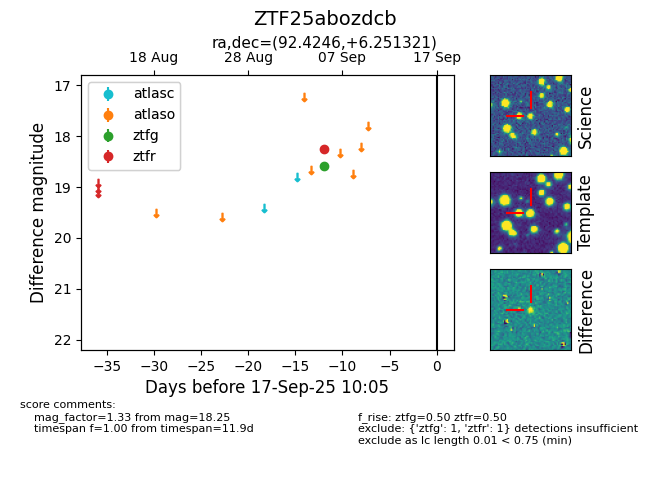 ZTF25abozdcb
ra,dec=(92.4246,+6.251321)
18 Aug 28 Aug 07 Sep 17 Sep
atlasc
atlaso
ztfg
ztfr
17
18
19
20
21
22
Difference magnitude
−35 −30 −25 −20 −15 −10 −5 0
Days before 17-Sep-25 10:05
Science
Template
Difference
score comments:
mag_factor=1.33 from mag=18.25
timespan f=1.00 from timespan=11.9d
f_rise: ztfg=0.50 ztfr=0.50
exclude: {'ztfg': 1, 'ztfr': 1} detections insufficient
exclude as lc length 0.01 < 0.75 (min)